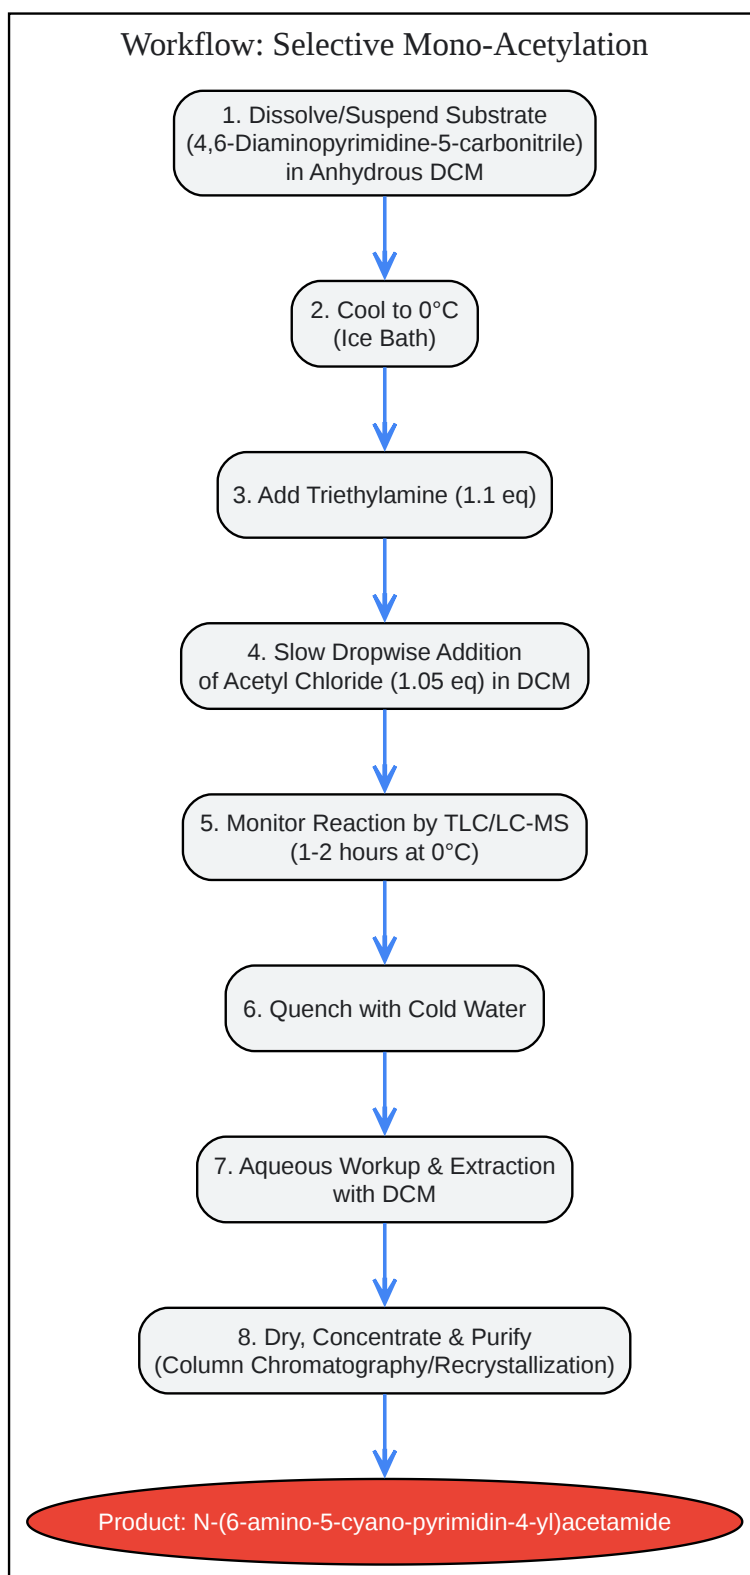 Workflow: Selective Mono-Acetylation
1. Dissolve/Suspend Substrate
(4,6-Diaminopyrimidine-5-carbonitrile)
in Anhydrous DCM
2. Cool to 0°C
(Ice Bath)
3. Add Triethylamine (1.1 eq)
4. Slow Dropwise Addition
of Acetyl Chloride (1.05 eq) in DCM
5. Monitor Reaction by TLC/LC-MS
(1-2 hours at 0°C)
6. Quench with Cold Water
7. Aqueous Workup & Extraction
with DCM
8. Dry, Concentrate & Purify
(Column Chromatography/Recrystallization)
Product: N-(6-amino-5-cyano-pyrimidin-4-yl)acetamide